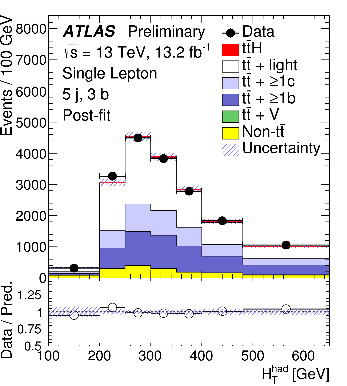 ATLAS Preliminary
√s = 13 TeV, 13.2 fb⁻¹
Single Lepton
5 j, 3 b
Post-fit
Data
tt̄H
tt̄ + light
tt̄ + ≥1c
tt̄ + ≥1b
tt̄ + V
Non-tt̄
Uncertainty
Events / 100 GeV
8000
7000
6000
5000
4000
3000
2000
1000
0
Data / Pred.
1.25
1
0.75
0.5
100 200 300 400 500 600
H_T^had [GeV]